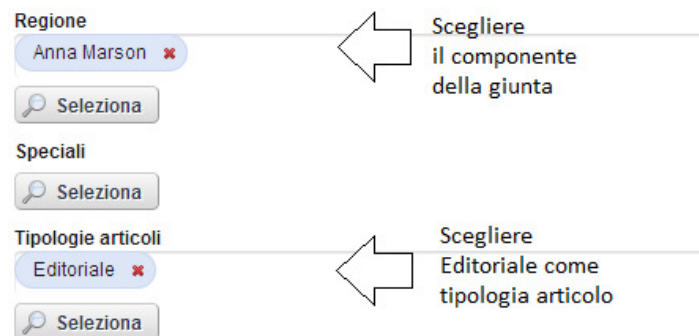 Regione
Anna Marson
Scegliere
il componente
della giunta
Seleziona
Speciali
Seleziona
Tipologie articoli
Editoriale
Scegliere
Editoriale come
tipologia articolo
Seleziona